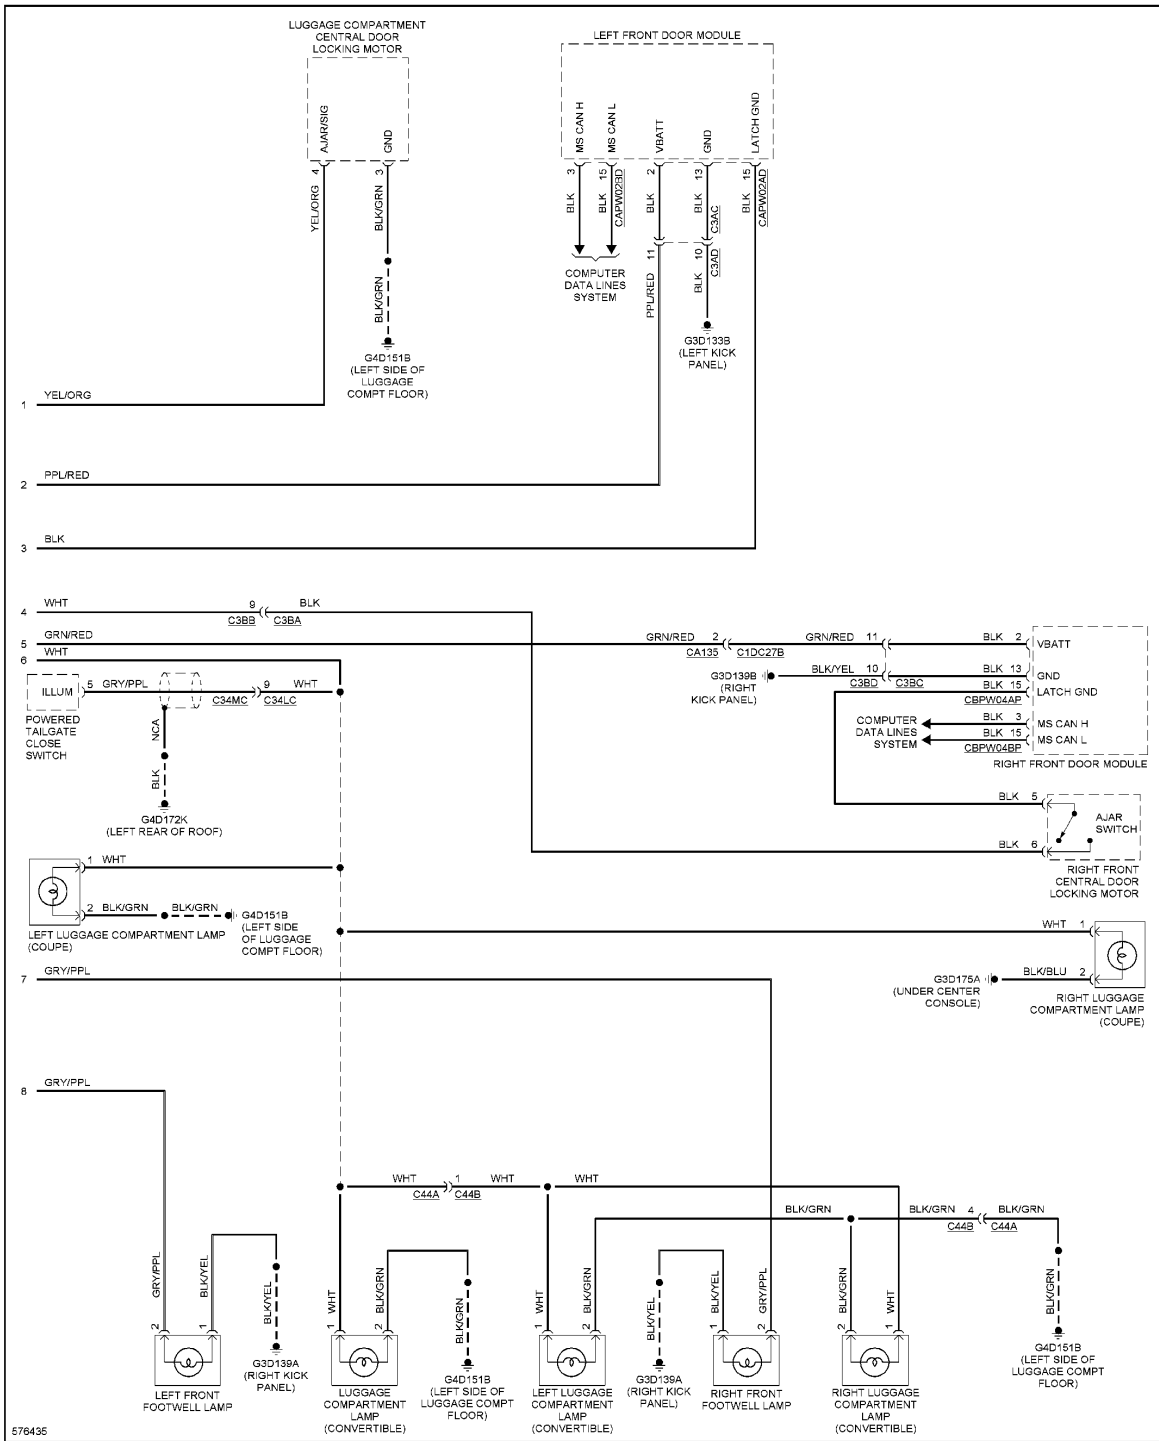 LUGGAGE COMPARTMENT
CENTRAL DOOR
LOCKING MOTOR
AJAR/SIG
GND
4
3
YEL/ORG
BLK/GRN
BLK/GRN
G4D151B
(LEFT SIDE OF
LUGGAGE
COMPT FLOOR)
LEFT FRONT DOOR MODULE
MS CAN H
MS CAN L
VBATT
GND
LATCH GND
3
15
2
13
15
BLK
BLK
CAPW02BD
BLK
BLK
C3AC
BLK
CAPW02AD
11
10
C3AD
PPL/RED
BLK
COMPUTER
DATA LINES
SYSTEM
G3D133B
(LEFT KICK
PANEL)
1 YEL/ORG
2 PPL/RED
3 BLK
4 WHT 9 BLK
C3BB C3BA
5 GRN/RED GRN/RED 2 GRN/RED 11 BLK 2 VBATT
CA135 C1DC27B
6 WHT
G3D139B
(RIGHT
KICK PANEL)
BLK/YEL 10 BLK 13 GND
C3BD C3BC
BLK 15 LATCH GND
CBPW04AP
COMPUTER
DATA LINES
SYSTEM
BLK 3 MS CAN H
BLK 15 MS CAN L
CBPW04BP
RIGHT FRONT DOOR MODULE
ILLUM 5 GRY/PPL 9 WHT
C34MC C34LC
POWERED
TAILGATE
CLOSE
SWITCH
NCA
BLK
G4D172K
(LEFT REAR OF ROOF)
BLK 5
AJAR
SWITCH
BLK 6
RIGHT FRONT
CENTRAL DOOR
LOCKING MOTOR
1 WHT
2 BLK/GRN BLK/GRN
G4D151B
(LEFT SIDE
OF LUGGAGE
COMPT FLOOR)
LEFT LUGGAGE COMPARTMENT LAMP
(COUPE)
WHT 1
G3D175A
(UNDER CENTER
CONSOLE)
BLK/BLU 2
RIGHT LUGGAGE
COMPARTMENT LAMP
(COUPE)
7 GRY/PPL
8 GRY/PPL
WHT 1 WHT WHT
C44A C44B
BLK/GRN BLK/GRN 4 BLK/GRN
C44B C44A
GRY/PPL
2
BLK/YEL
1
BLK/YEL
G3D139A
(RIGHT KICK
PANEL)
LEFT FRONT
FOOTWELL LAMP
WHT
1
BLK/GRN
2
BLK/GRN
G4D151B
(LEFT SIDE OF
LUGGAGE COMPT
FLOOR)
LUGGAGE
COMPARTMENT
LAMP
(CONVERTIBLE)
WHT
1
BLK/GRN
2
LEFT LUGGAGE
COMPARTMENT
LAMP
(CONVERTIBLE)
BLK/YEL
G3D139A
(RIGHT KICK
PANEL)
BLK/YEL
1
GRY/PPL
2
RIGHT FRONT
FOOTWELL LAMP
BLK/GRN
2
WHT
1
RIGHT LUGGAGE
COMPARTMENT
LAMP
(CONVERTIBLE)
BLK/GRN
G4D151B
(LEFT SIDE OF
LUGGAGE COMPT
FLOOR)
576435